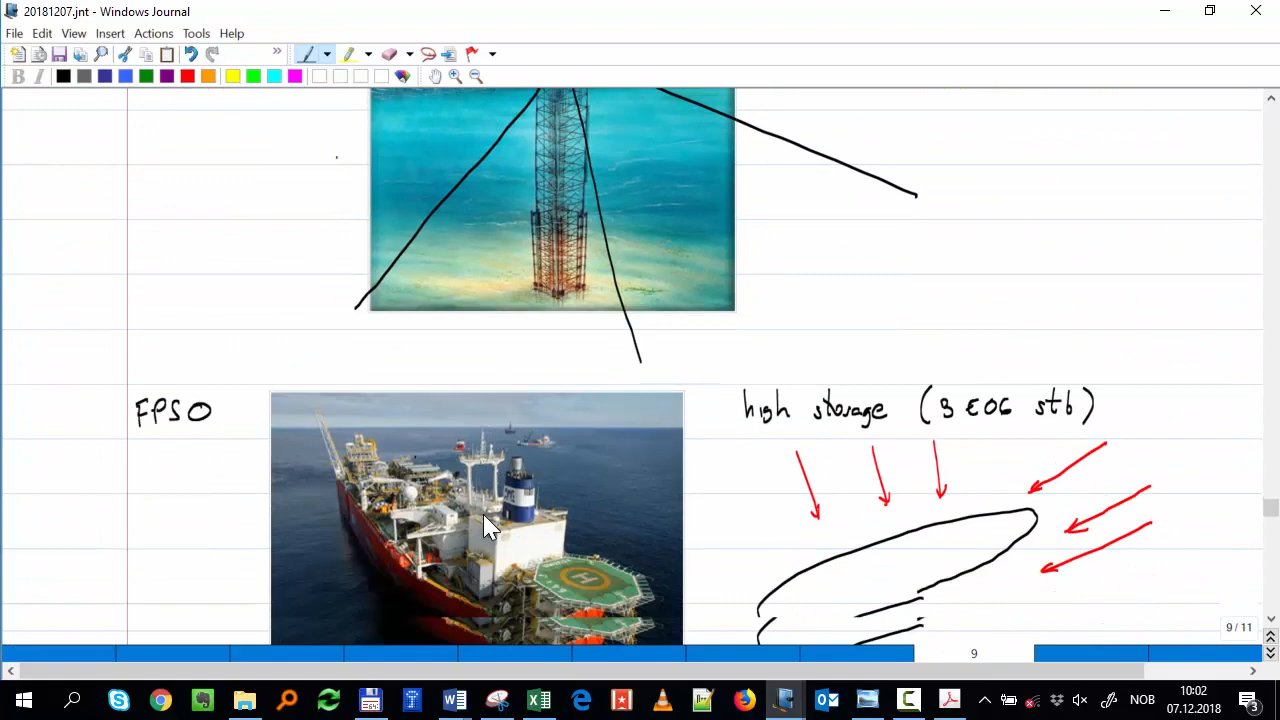 20181207.jnt - Windows Journal
File Edit View Insert Actions Tools Help
B I
FPSO
high storage (3E06 stb)
H
9 / 11
9
NOB
10:02
07.12.2018
3